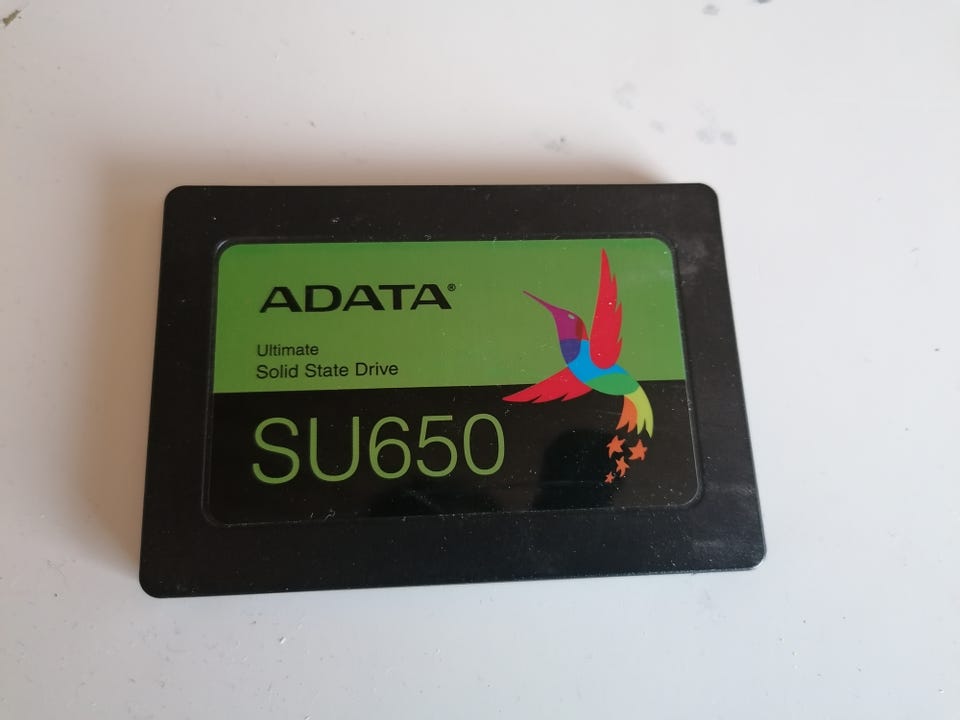 ADATA®
Ultimate
Solid State Drive
SU650